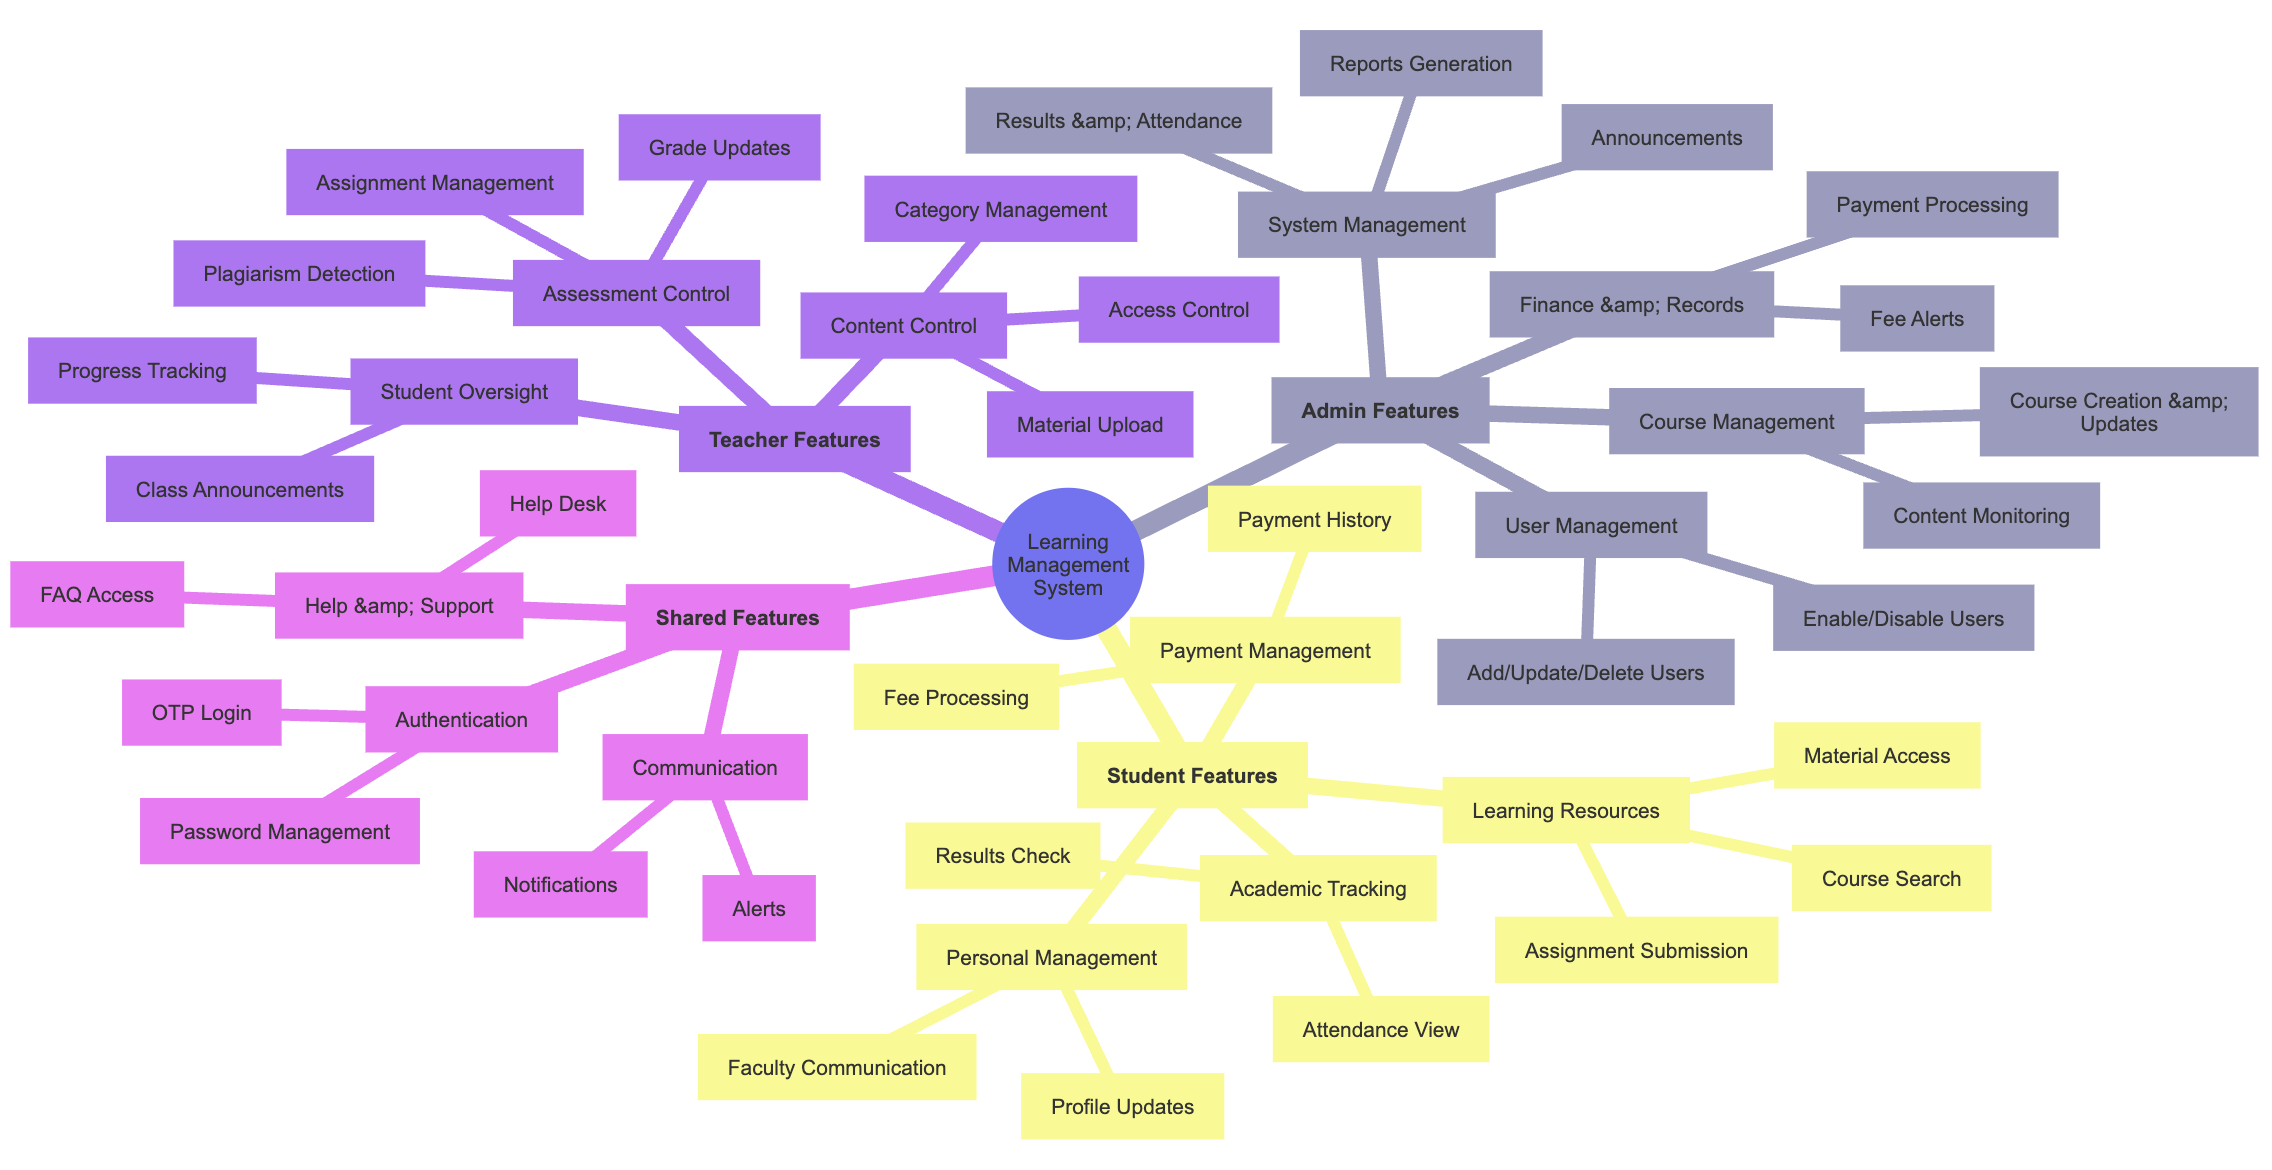 Reports Generation
Results &amp; Attendance
Announcements
Grade Updates
Assignment Management
Category Management
Payment Processing
System Management
Plagiarism Detection
Assessment Control
Finance &amp; Records
Access Control
Content Control
Fee Alerts
Progress Tracking
Student Oversight
Admin Features
Course Creation &amp;
Updates
Course Management
Material Upload
Teacher Features
Class Announcements
Help Desk
Payment History
User Management
Content Monitoring
Learning
Management
System
FAQ Access
Help &amp; Support
Shared Features
Enable/Disable Users
Payment Management
Add/Update/Delete Users
Fee Processing
OTP Login
Authentication
Communication
Student Features
Material Access
Learning Resources
Password Management
Results Check
Academic Tracking
Course Search
Notifications
Alerts
Personal Management
Assignment Submission
Attendance View
Faculty Communication
Profile Updates